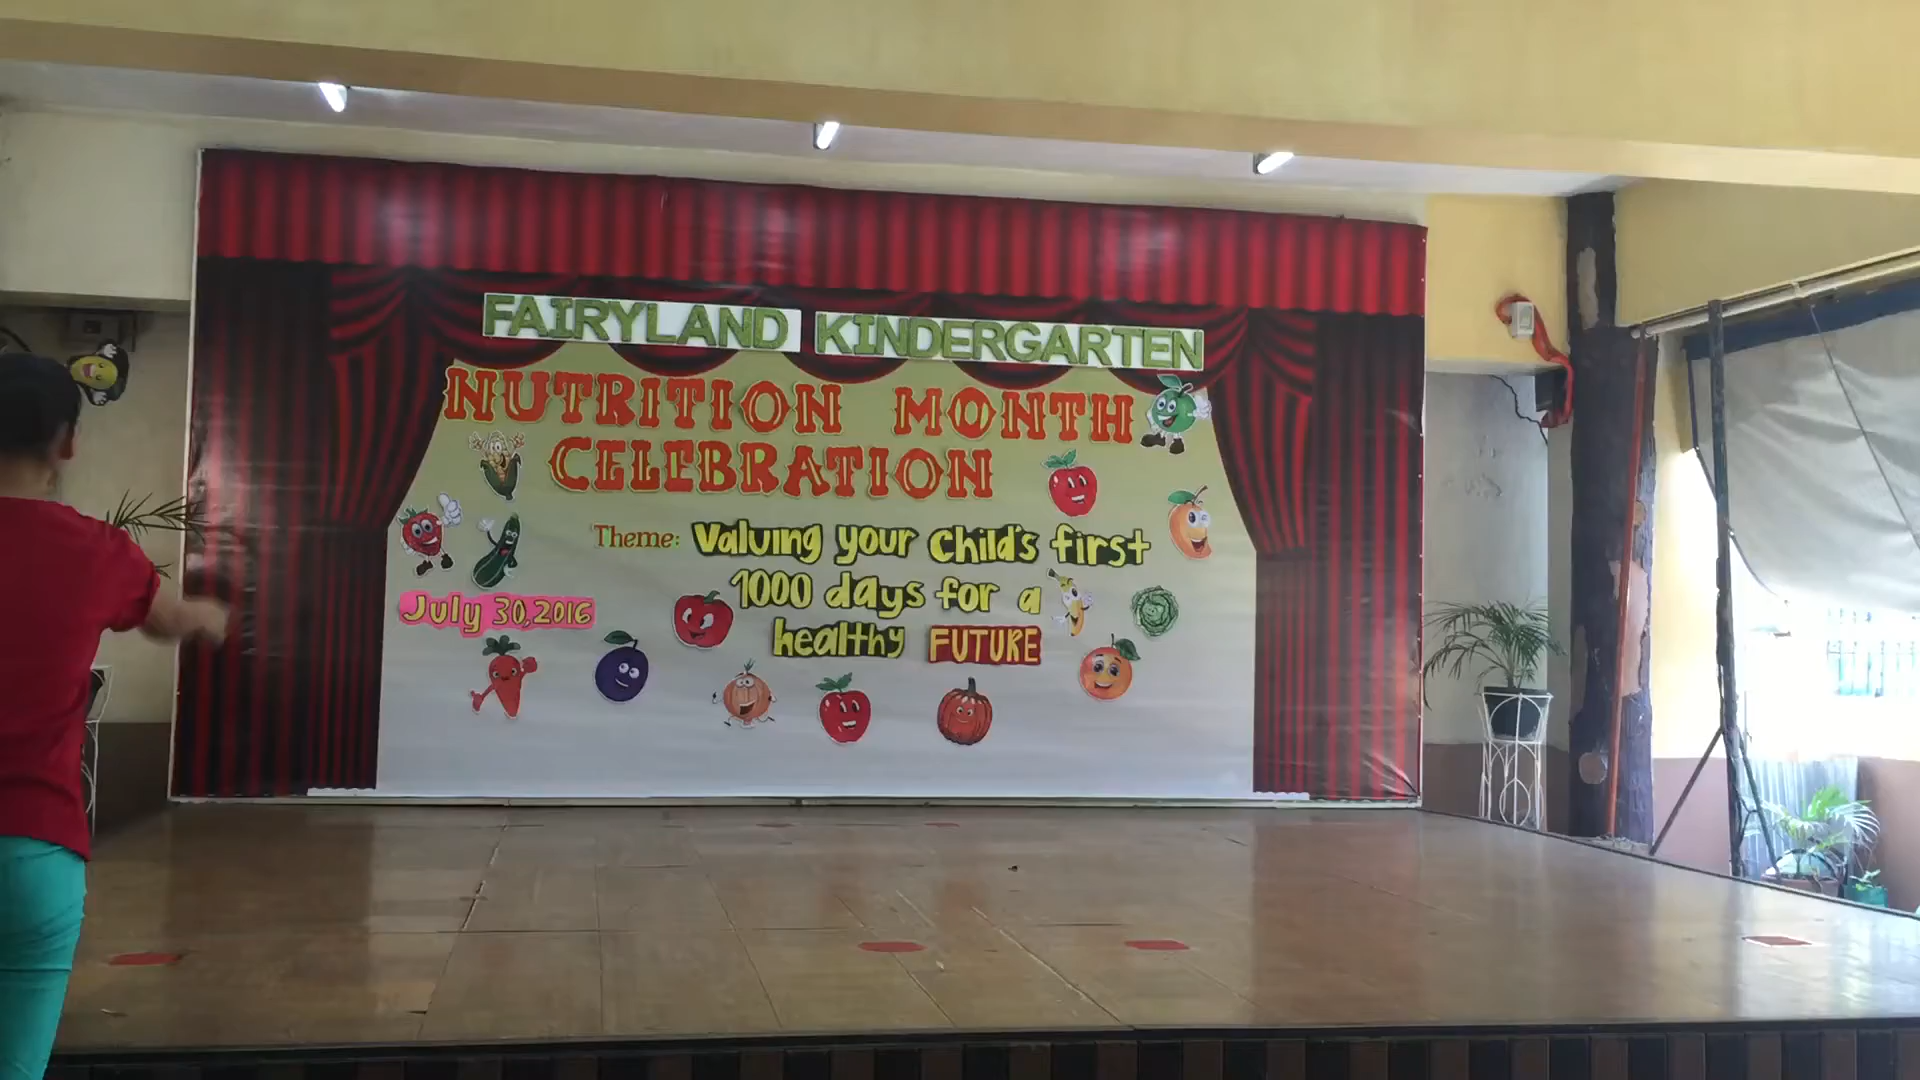 FAIRYLAND KINDERGARTEN
NUTRITION MONTH
CELEBRATION
Theme: Valuing your child's first
1000 days for a
healthy FUTURE
July 30,2016